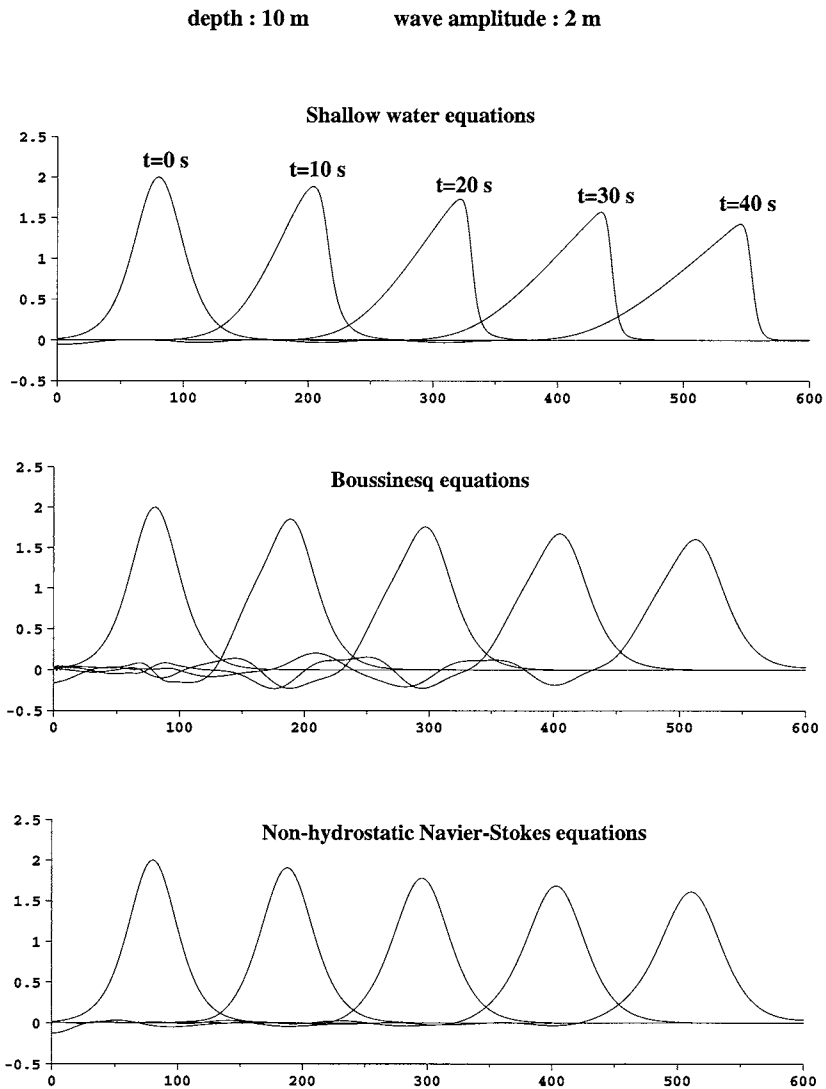 depth : 10 m wave amplitude : 2 m
Shallow water equations
2.5
2
1.5
1
0.5
0
-0.5
t=0 s
t=10 s
t=20 s
t=30 s
t=40 s
0 100 200 300 400 500 600
Boussinesq equations
2.5
2
1.5
1
0.5
0
-0.5
0 100 200 300 400 500 600
Non-hydrostatic Navier-Stokes equations
2.5
2
1.5
1
0.5
0
-0.5
0 100 200 300 400 500 600